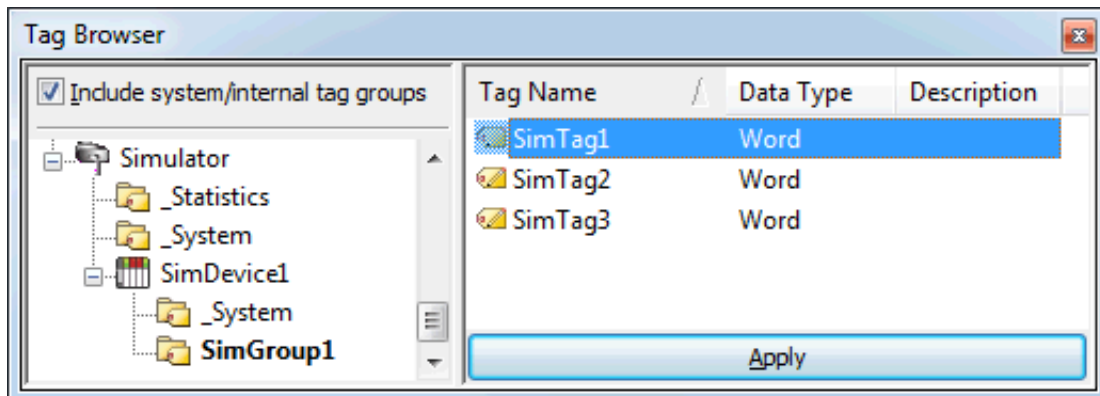 Tag Browser
Include system/internal tag groups
Simulator
_Statistics
_System
SimDevice1
_System
SimGroup1
Tag Name Data Type Description
SimTag1 Word
SimTag2 Word
SimTag3 Word
Apply